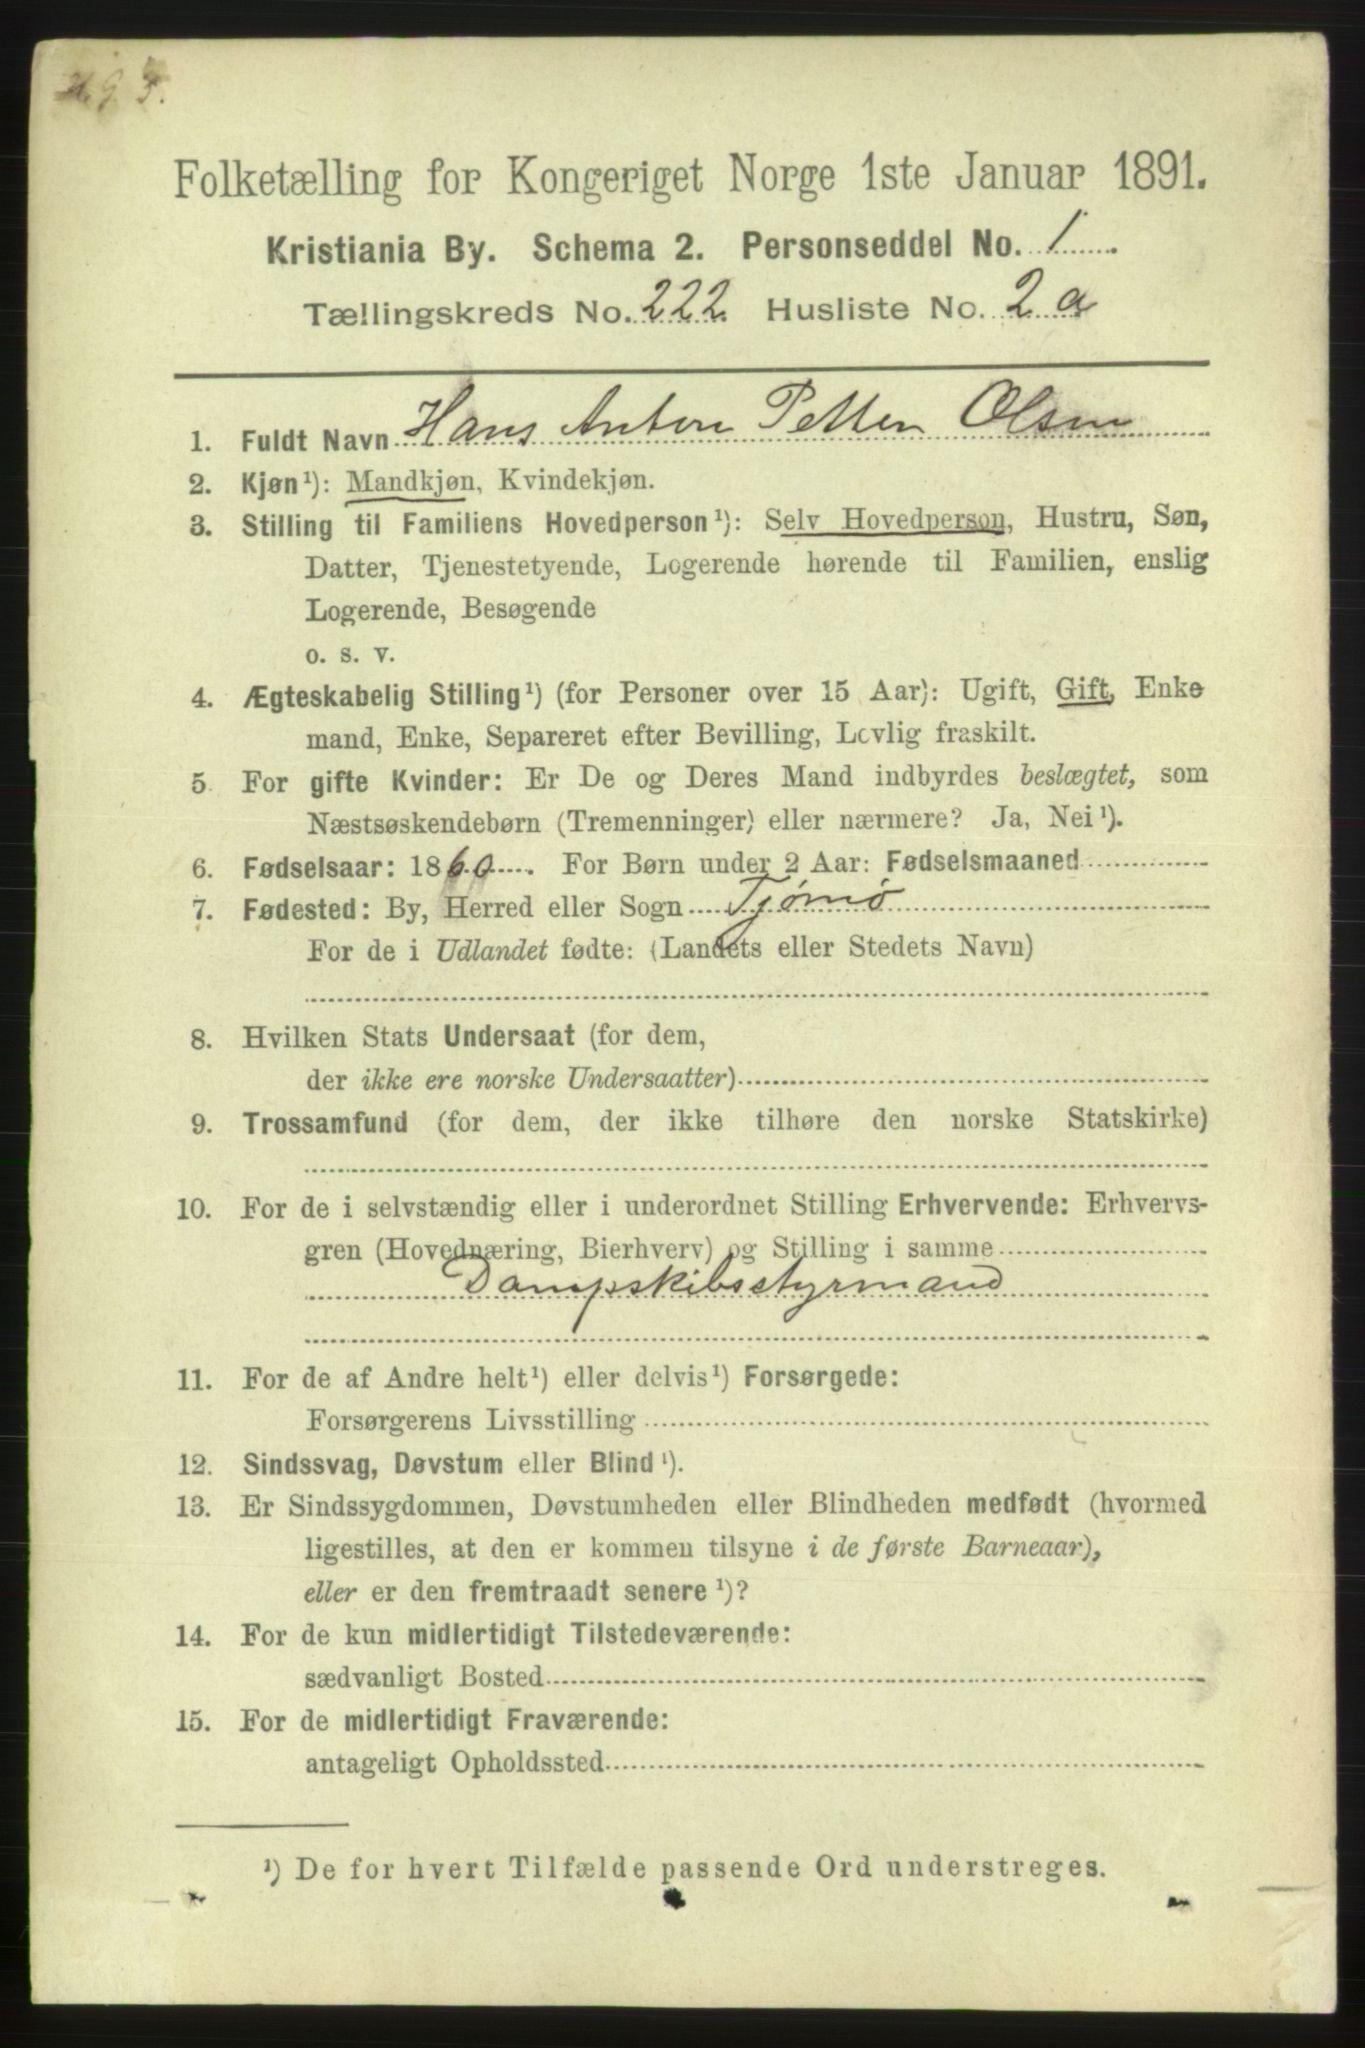 Folketælling for Kongeriget Norge 1ste Januar 1891.
Kristiania By. Schema 2. Personseddel No. 1
Tællingskreds No. 222 Husliste No. 2 a
1. Fuldt Navn Hans Anton Petter Olsen
2. Kjøn¹): Mandkjøn, Kvindekjøn.
3. Stilling til Familiens Hovedperson¹): Selv Hovedperson, Hustru, Søn,
Datter, Tjenestetyende, Logerende hørende til Familien, enslig
Logerende, Besøgende
o. s. v.
4. Ægteskabelig Stilling¹) (for Personer over 15 Aar): Ugift, Gift, Enke
mand, Enke, Separeret efter Bevilling, Lovlig fraskilt.
5 For gifte Kvinder: Er De og Deres Mand indbyrdes beslægtet, som
Næstsøskendebørn (Tremenninger) eller nærmere? Ja, Nei¹).
6. Fødselsaar: 1860. For Børn under 2 Aar: Fødselsmaaned
7. Fødested: By, Herred eller Sogn Tjømö
For de i Udlandet fødte: (Landets eller Stedets Navn)
8. Hvilken Stats Undersaat (for dem,
der ikke ere norske Undersaatter)
9. Trossamfund (for dem, der ikke tilhøre den norske Statskirke)
10. For de i selvstændig eller i underordnet Stilling Erhvervende: Erhvervs-
gren (Hovednæring, Bierhverv) og Stilling i samme
Dampskibsstyrmand
11. For de af Andre helt¹) eller delvis¹) Forsørgede:
Forsørgerens Livsstilling
12. Sindssvag, Døvstum eller Blind¹).
13. Er Sindssygdommen, Døvstumheden eller Blindheden medfødt (hvormed
ligestilles, at den er kommen tilsyne i de første Barneaar),
eller er den fremtraadt senere¹)?
14. For de kun midlertidigt Tilstedeværende:
sædvanligt Bosted
15. For de midlertidigt Fraværende:
antageligt Opholdssted
¹) De for hvert Tilfælde passende Ord understreges.